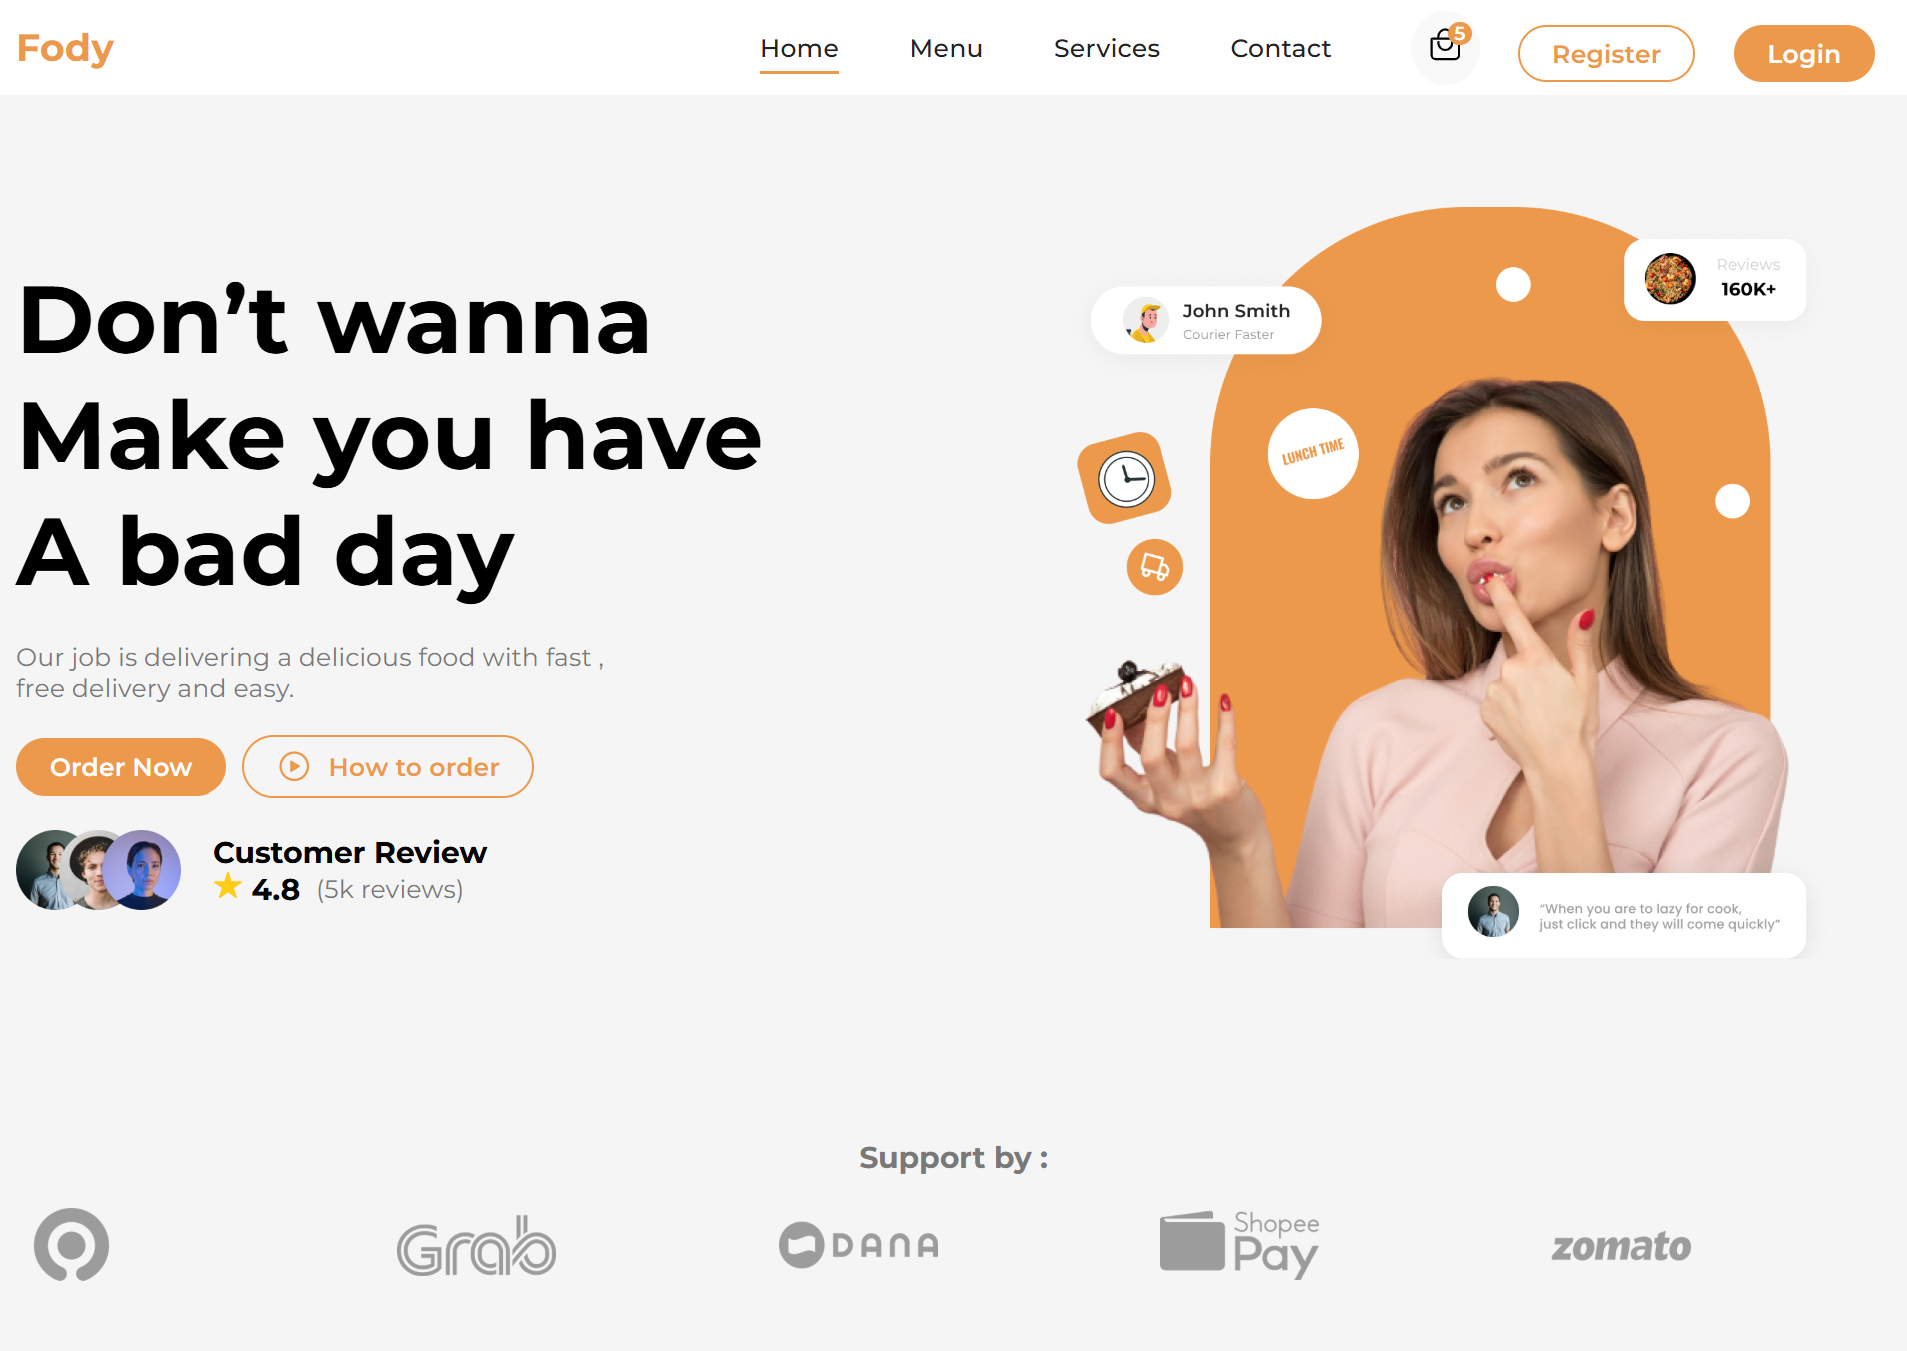 Fody
Home
Menu
Services
Contact
5
Register
Login
Don’t wanna
Make you have
A bad day
Our job is delivering a delicious food with fast ,
free delivery and easy.
Order Now
How to order
Customer Review
4.8 (5k reviews)
John Smith
Courier Faster
Reviews
160K+
LUNCH TIME
“When you are to lazy for cook,
just click and they will come quickly”
Support by :
Grab
DANA
Shopee
Pay
zomato